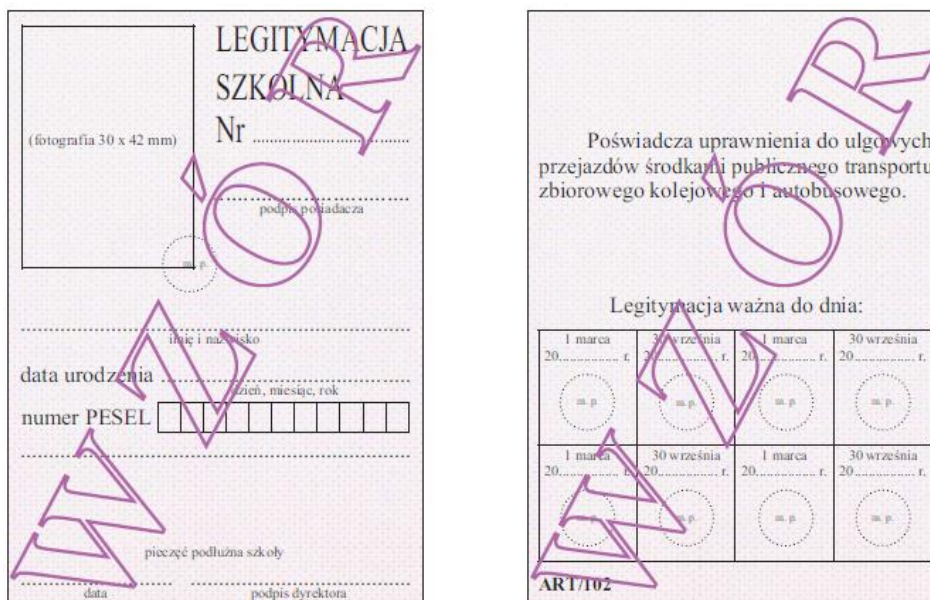 LEGITYMACJA
SZKOLNA
Nr
(fotografia 30 x 42 mm)
podpis posiadacza
m. p.
imię i nazwisko
data urodzenia
dzień, miesiąc, rok
numer PESEL
pieczęć podłużna szkoły
data podpis dyrektora
WZÓR
Poświadcza uprawnienia do ulgowych
przejazdów środkami publicznego transportu
zbiorowego kolejowego i autobusowego.
Legitymacja ważna do dnia:
1 marca 30 września 1 marca 30 września
20 r. 20 r. 20 r. 20 r.
m. p. m. p. m. p. m. p.
1 marca 30 września 1 marca 30 września
20 r. 20 r. 20 r. 20 r.
m. p. m. p. m. p. m. p.
ART/102
WZÓR